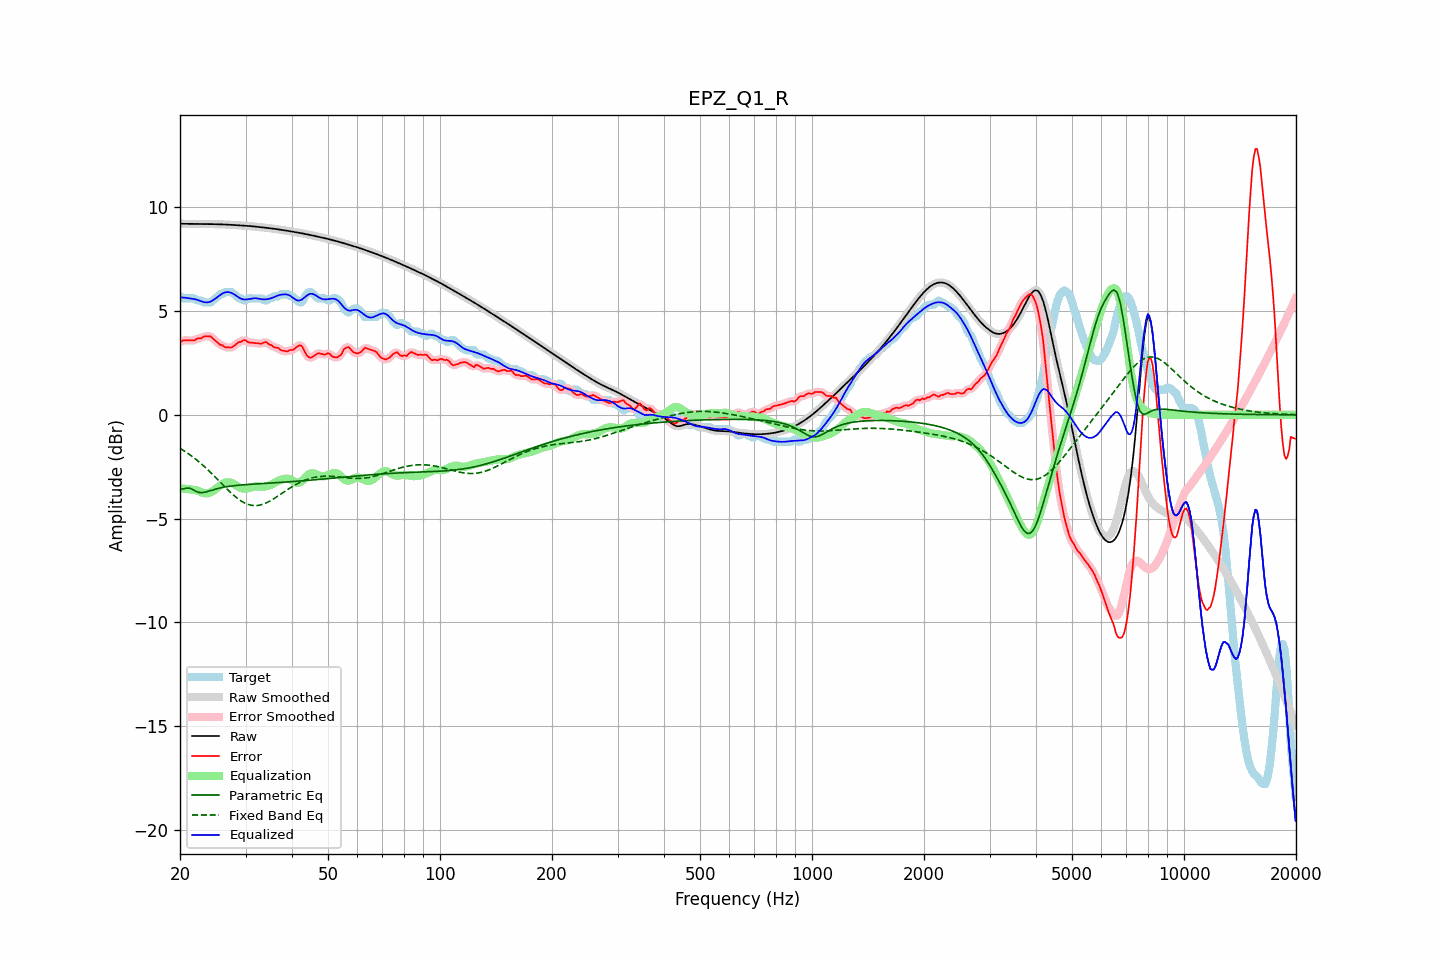 EPZ_Q1_R
Amplitude (dBr)
10
5
0
−5
−10
−15
−20
Target
Raw Smoothed
Error Smoothed
Raw
Error
Equalization
Parametric Eq
Fixed Band Eq
Equalized
20 50 100 200 500 1000 2000 5000 10000 20000
Frequency (Hz)